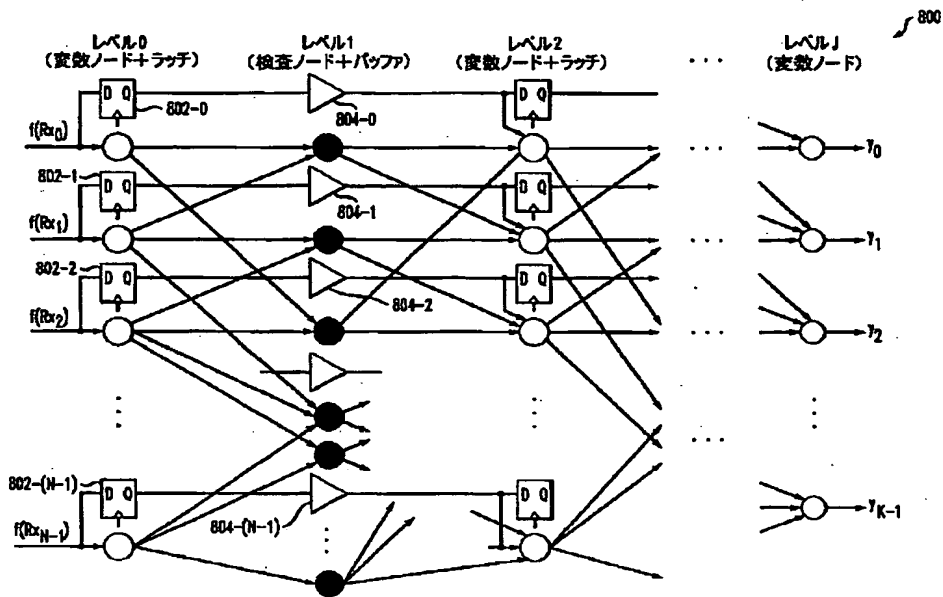 800
レベル0
(変数ノード+ラッチ)
レベル1
(検査ノード+バッファ)
レベル2
(変数ノード+ラッチ)
...
レベルJ
(変数ノード)
D Q
802-0
804-0
D Q
f(Rx0)
...
y0
802-1
D Q
804-1
D Q
f(Rx1)
...
y1
802-2
D Q
804-2
D Q
f(Rx2)
...
y2
...
802-(N-1)
D Q
804-(N-1)
D Q
f(RxN-1)
yK-1